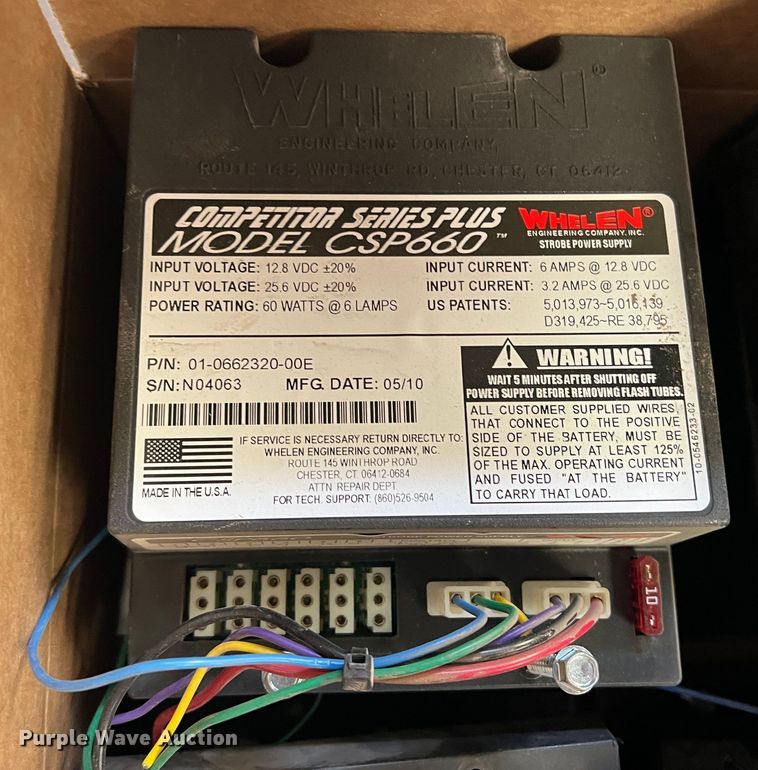 WHELEN®
ENGINEERING COMPANY,
ROUTE 145, WINTHROP RD, CHESTER, CT. 06412
COMPETITOR SERIES PLUS
MODEL CSP660™
WHELEN®
ENGINEERING COMPANY, INC.
STROBE POWER SUPPLY
INPUT VOLTAGE: 12.8 VDC ±20%
INPUT CURRENT: 6 AMPS @ 12.8 VDC
INPUT VOLTAGE: 25.6 VDC ±20%
INPUT CURRENT: 3.2 AMPS @ 25.6 VDC
POWER RATING: 60 WATTS @ 6 LAMPS
US PATENTS: 5,013,973~5,016,139
D319,425~RE 38,795
P/N: 01-0662320-00E
S/N: N04063 MFG. DATE: 05/10
IF SERVICE IS NECESSARY RETURN DIRECTLY TO:
WHELEN ENGINEERING COMPANY, INC.
ROUTE 145 WINTHROP ROAD
CHESTER, CT. 06412-0684
ATTN. REPAIR DEPT.
FOR TECH. SUPPORT: (860)526-9504
MADE IN THE U.S.A.
WARNING!
WAIT 5 MINUTES AFTER SHUTTING OFF
POWER SUPPLY BEFORE REMOVING FLASH TUBES.
ALL CUSTOMER SUPPLIED WIRES,
THAT CONNECT TO THE POSITIVE
SIDE OF THE BATTERY, MUST BE
SIZED TO SUPPLY AT LEAST 125%
OF THE MAX. OPERATING CURRENT
AND FUSED "AT THE BATTERY"
TO CARRY THAT LOAD.
10-0546233-02
10
Purple Wave Auction